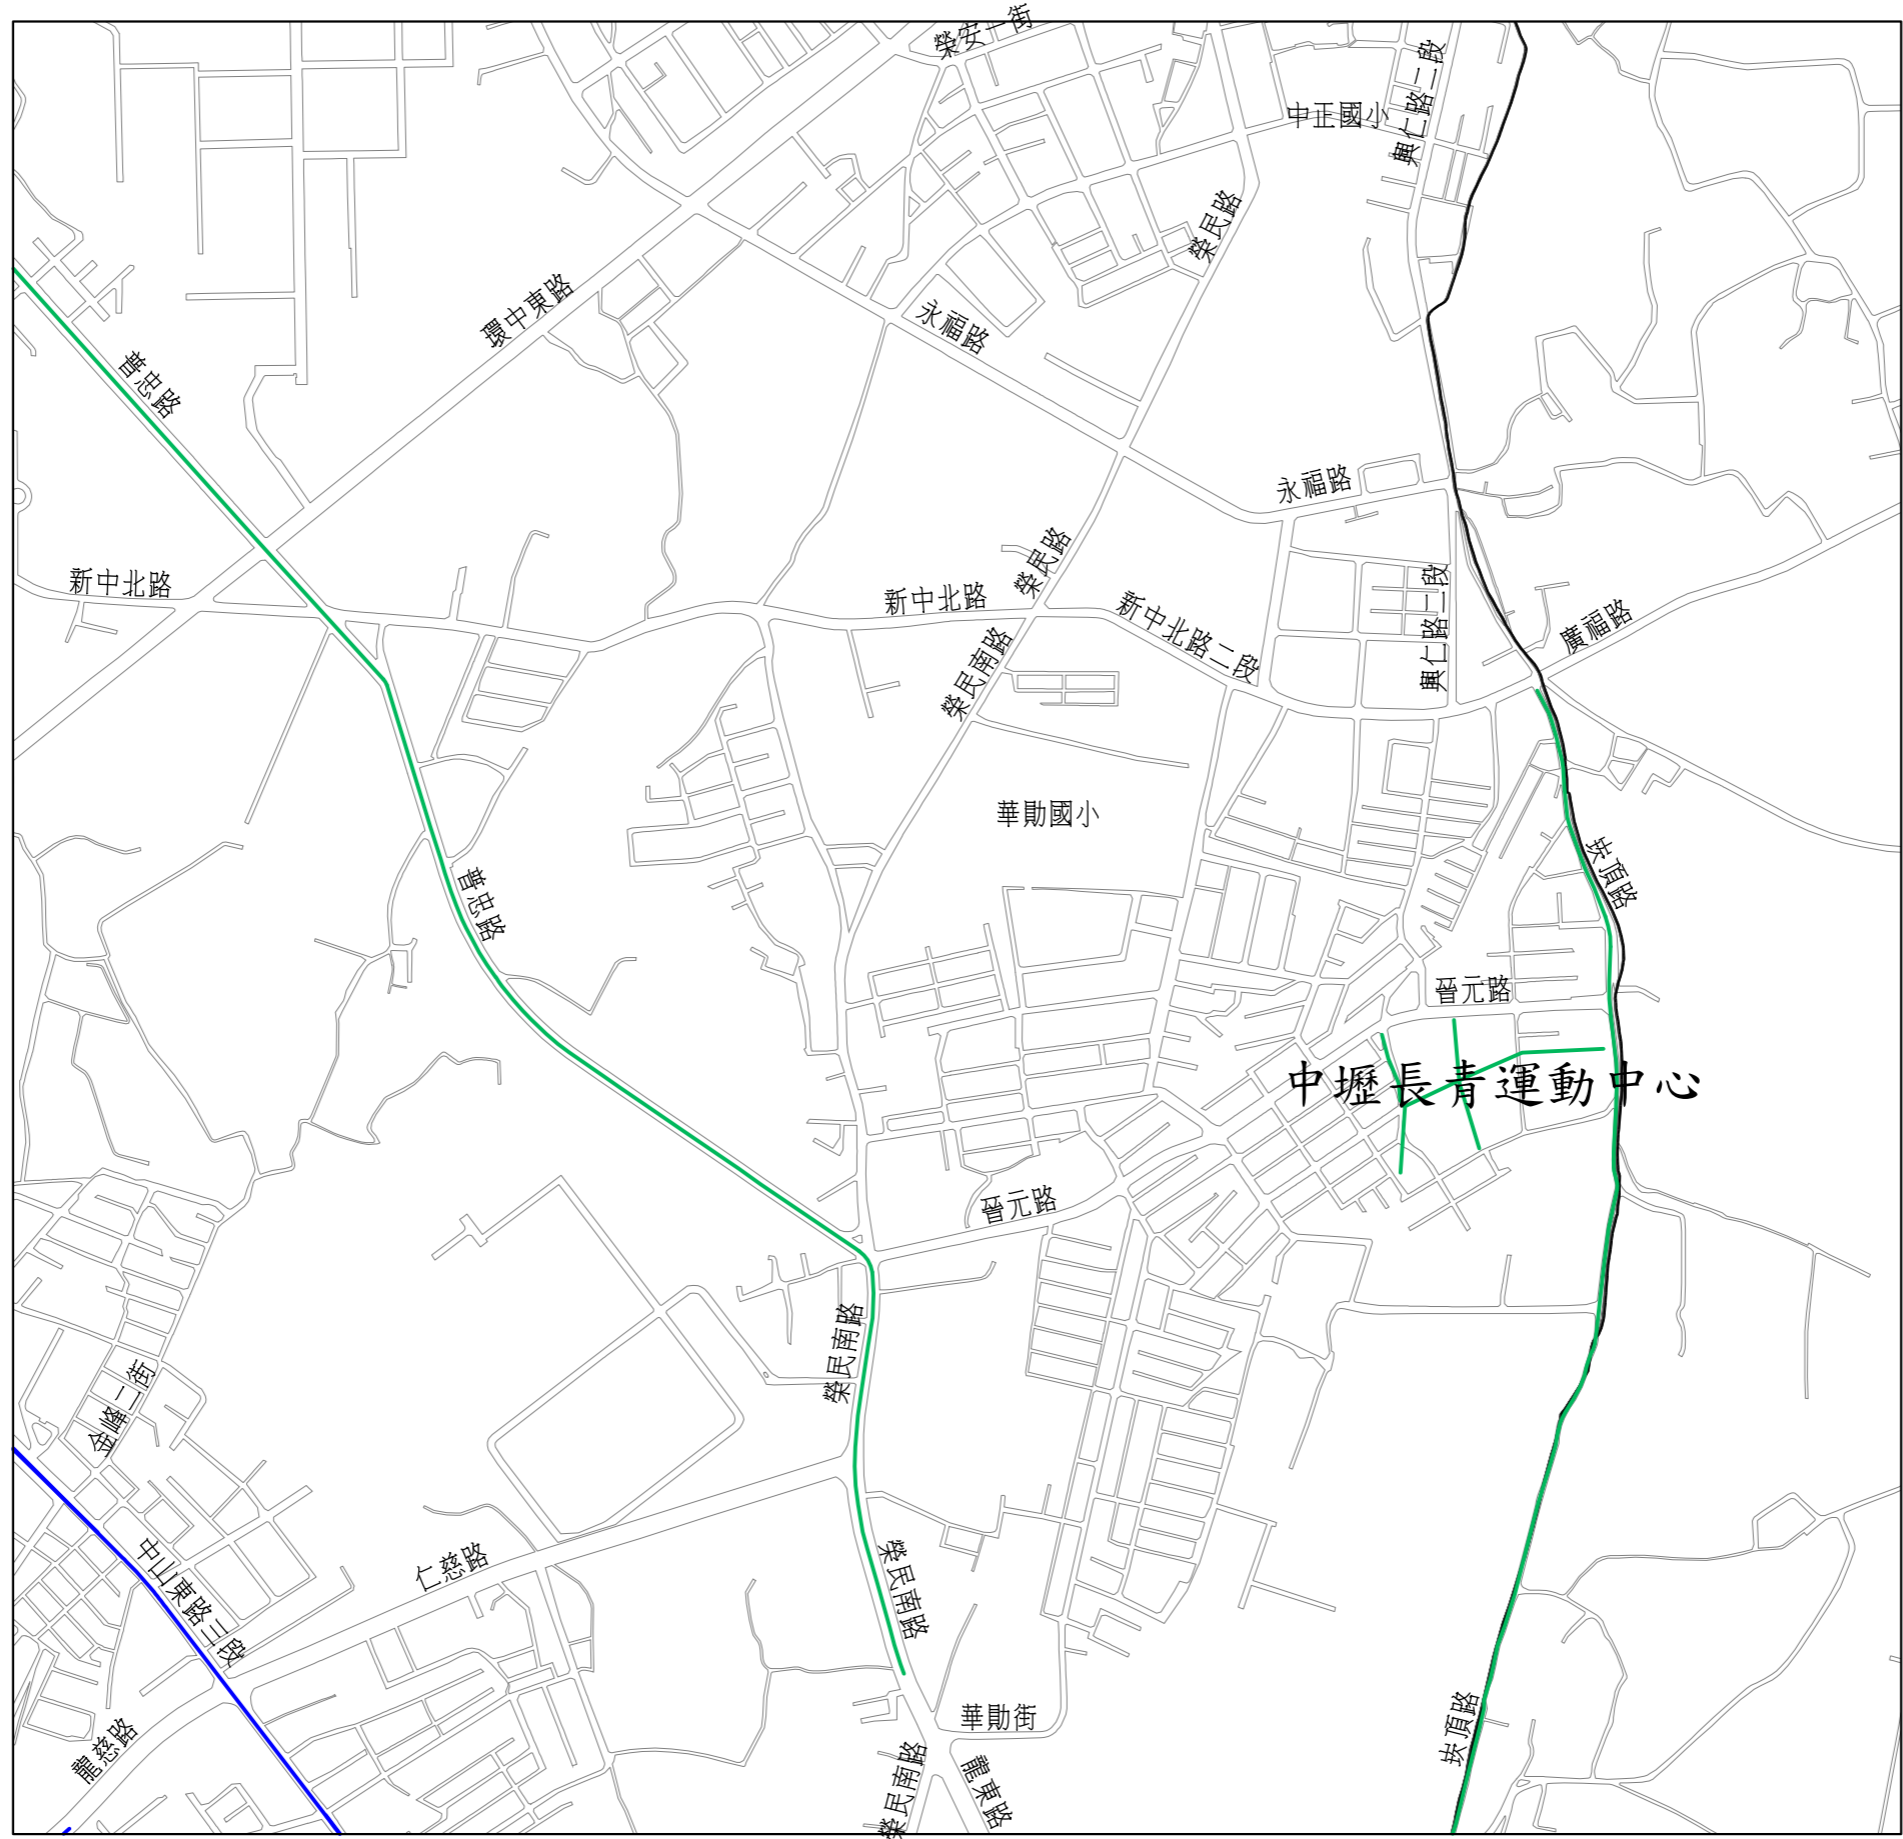 榮安一街
興仁路二段
中正國小
榮民路
環中東路
永福路
普忠路
永福路
榮民路
新中北路
新中北路
新中北路二段
興仁路二段
廣福路
榮民南路
華勛國小
普忠路
崁頂路
晉元路
中壢長青運動中心
晉元路
榮民南路
金峰二街
中山東路三段
仁慈路
榮民南路
華勛街
崁頂路
龍慈路
榮民南路
龍東路